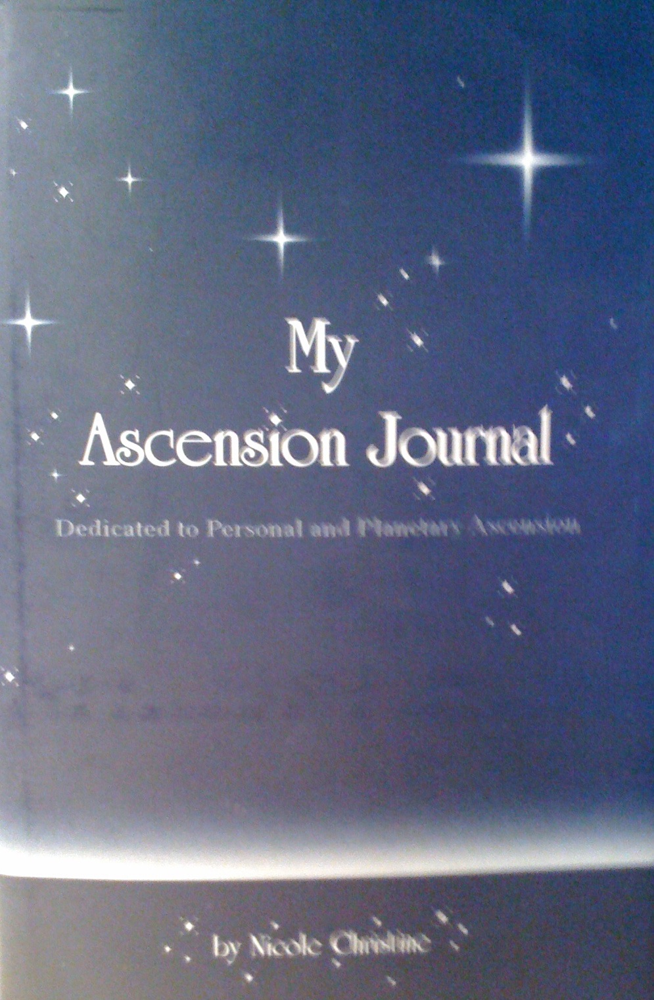 My
Ascension Journal
Dedicated to Personal and Planetary Ascension
by Nicole Christine